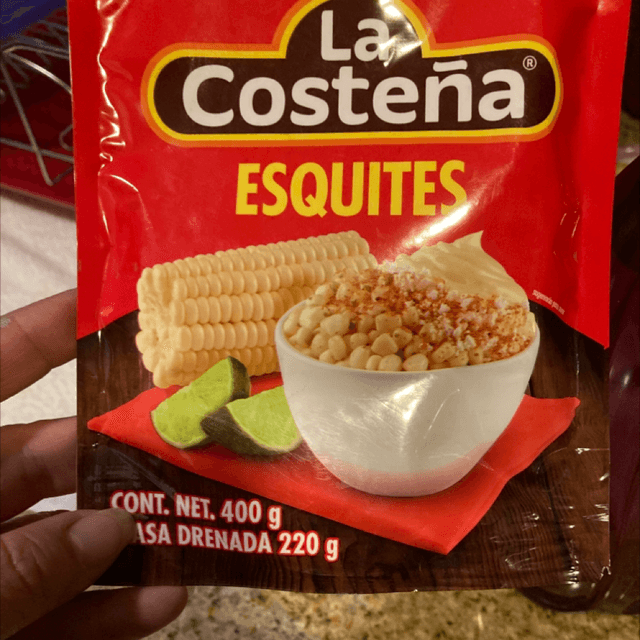 La
Costeña®
ESQUITES
CONT. NET. 400 g
ASA DRENADA 220 g